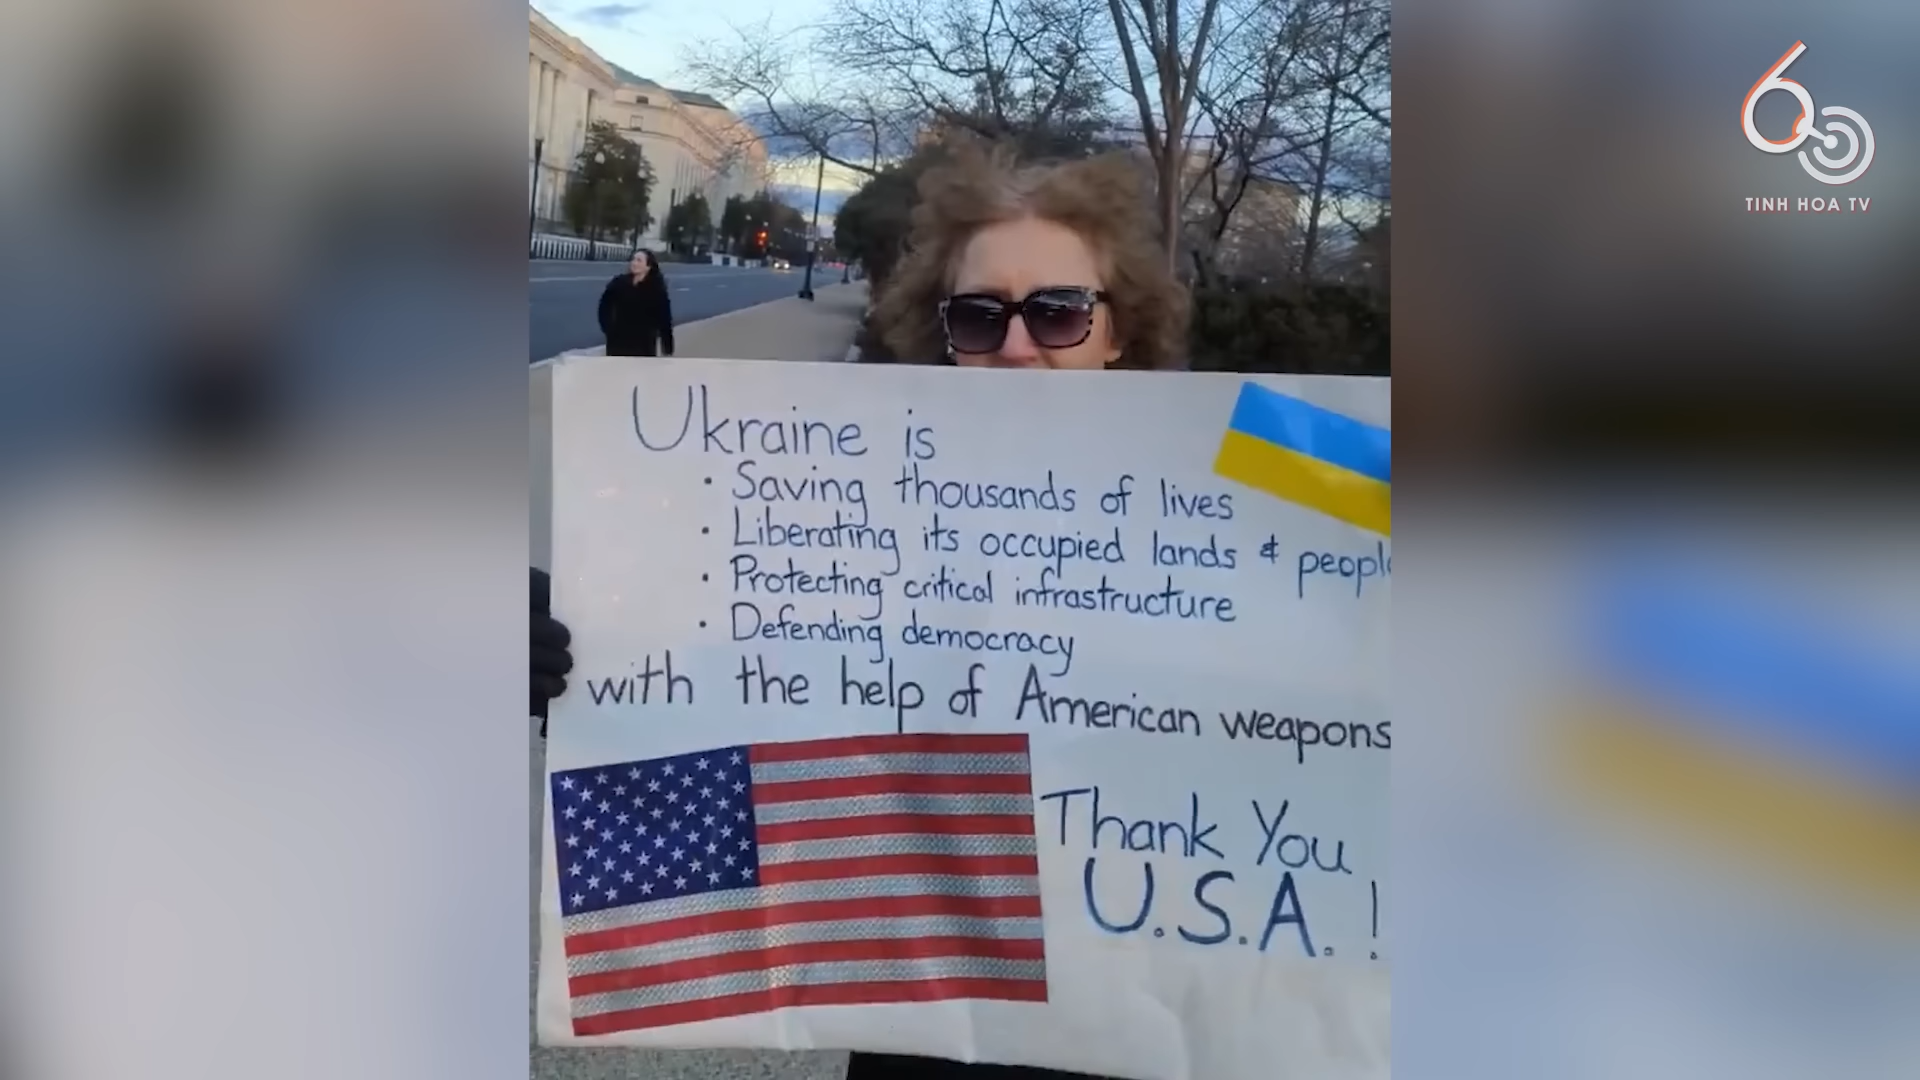 TINH HOA TV
Ukraine is
• Saving thousands of lives
• Liberating its occupied lands & peopl
• Protecting critical infrastructure
• Defending democracy
with the help of American weapons
Thank You
U.S.A.!